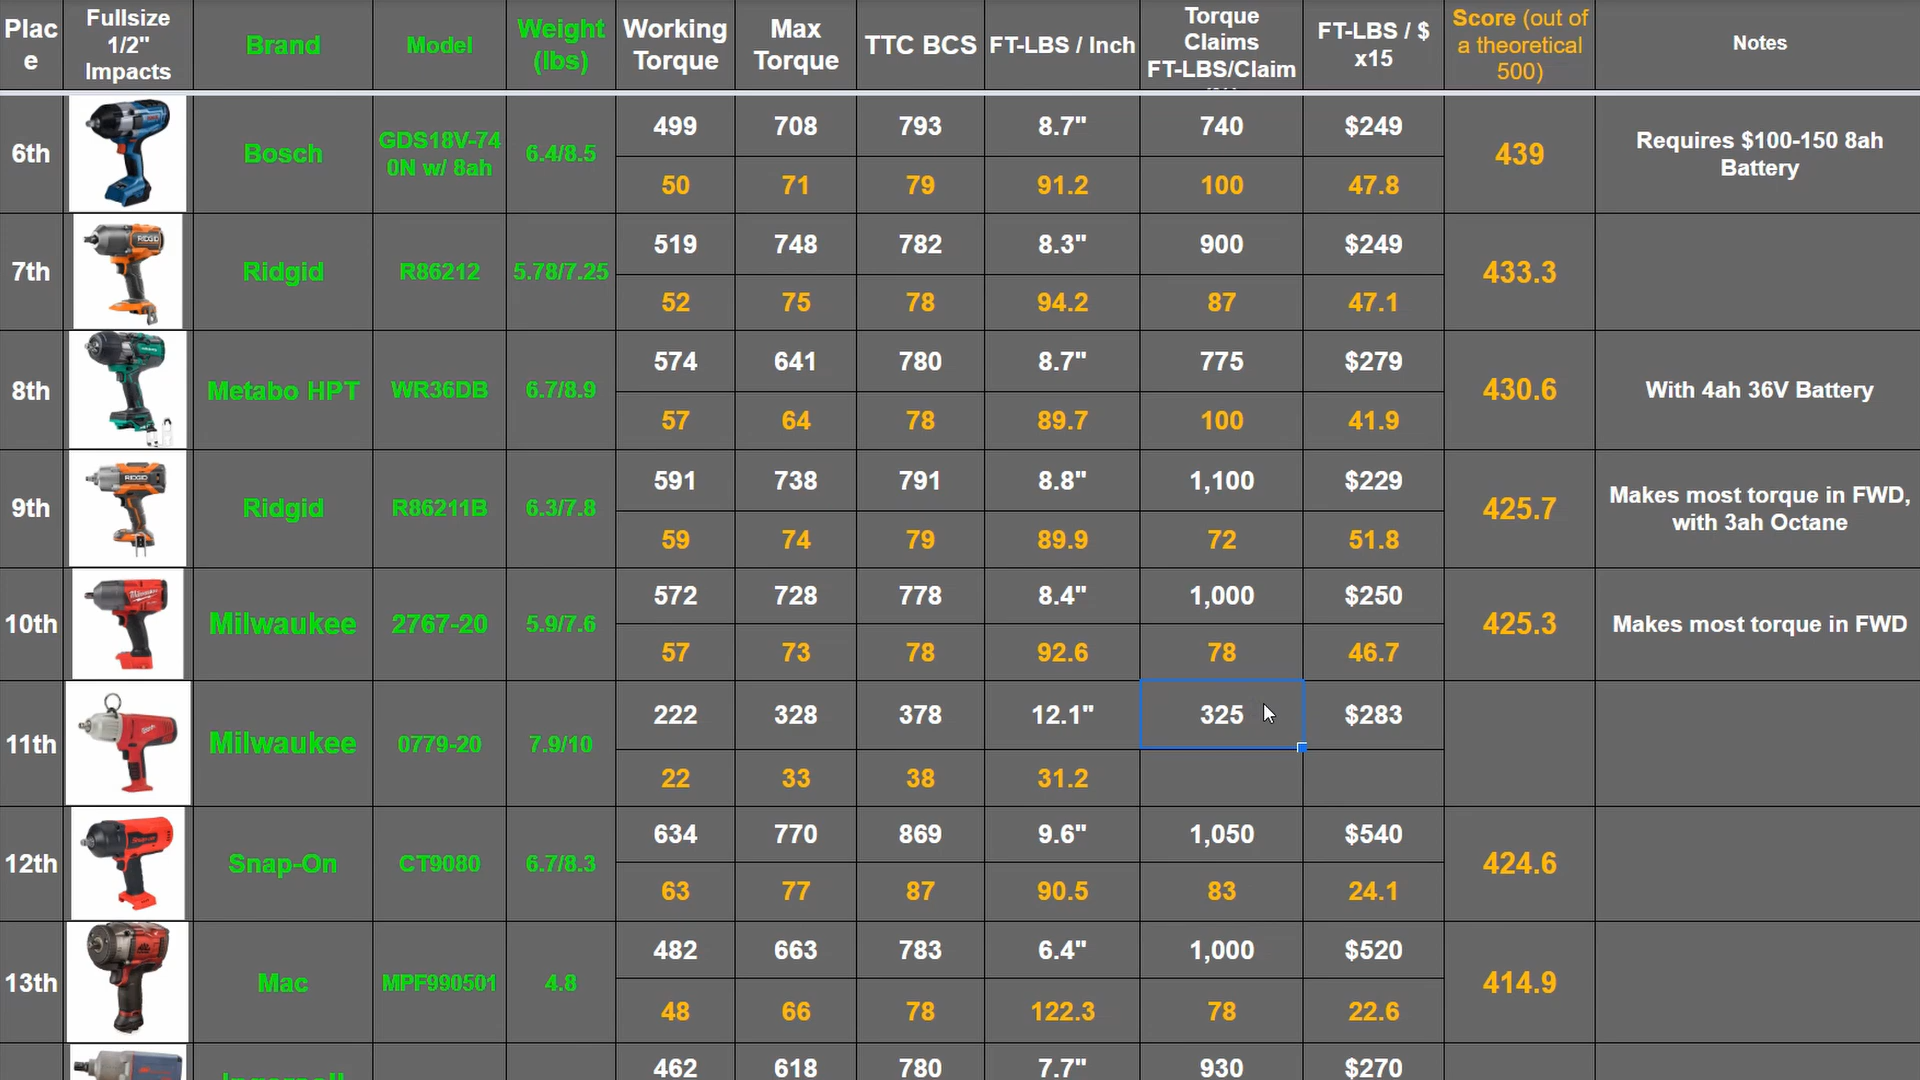 Plac
e
Fullsize
1/2"
Impacts
Brand
Model
Weight
(lbs)
Working
Torque
Max
Torque
TTC BCS
FT-LBS / Inch
Torque
Claims
FT-LBS/Claim
FT-LBS / $
x15
Score (out of
a theoretical
500)
Notes
6th
Bosch
GDS18V-74
0N w/ 8ah
6.4/8.5
499
708
793
8.7"
740
$249
50
71
79
91.2
100
47.8
439
Requires $100-150 8ah
Battery
7th
RIDGID
Ridgid
R86212
5.78/7.25
519
748
782
8.3"
900
$249
52
75
78
94.2
87
47.1
433.3
8th
Metabo HPT
WR36DB
6.7/8.9
574
641
780
8.7"
775
$279
57
64
78
89.7
100
41.9
430.6
With 4ah 36V Battery
9th
RIDGID
Ridgid
R86211B
6.3/7.8
591
738
791
8.8"
1,100
$229
59
74
79
89.9
72
51.8
425.7
Makes most torque in FWD,
with 3ah Octane
10th
Milwaukee
Milwaukee
2767-20
5.9/7.6
572
728
778
8.4"
1,000
$250
57
73
78
92.6
78
46.7
425.3
Makes most torque in FWD
11th
Milwaukee
0779-20
7.9/10
222
328
378
12.1"
325
$283
22
33
38
31.2
12th
Snap-On
CT9080
6.7/8.3
634
770
869
9.6"
1,050
$540
63
77
87
90.5
83
24.1
424.6
13th
Mac
MPF990501
4.8
482
663
783
6.4"
1,000
$520
48
66
78
122.3
78
22.6
414.9
462
618
780
7.7"
930
$270